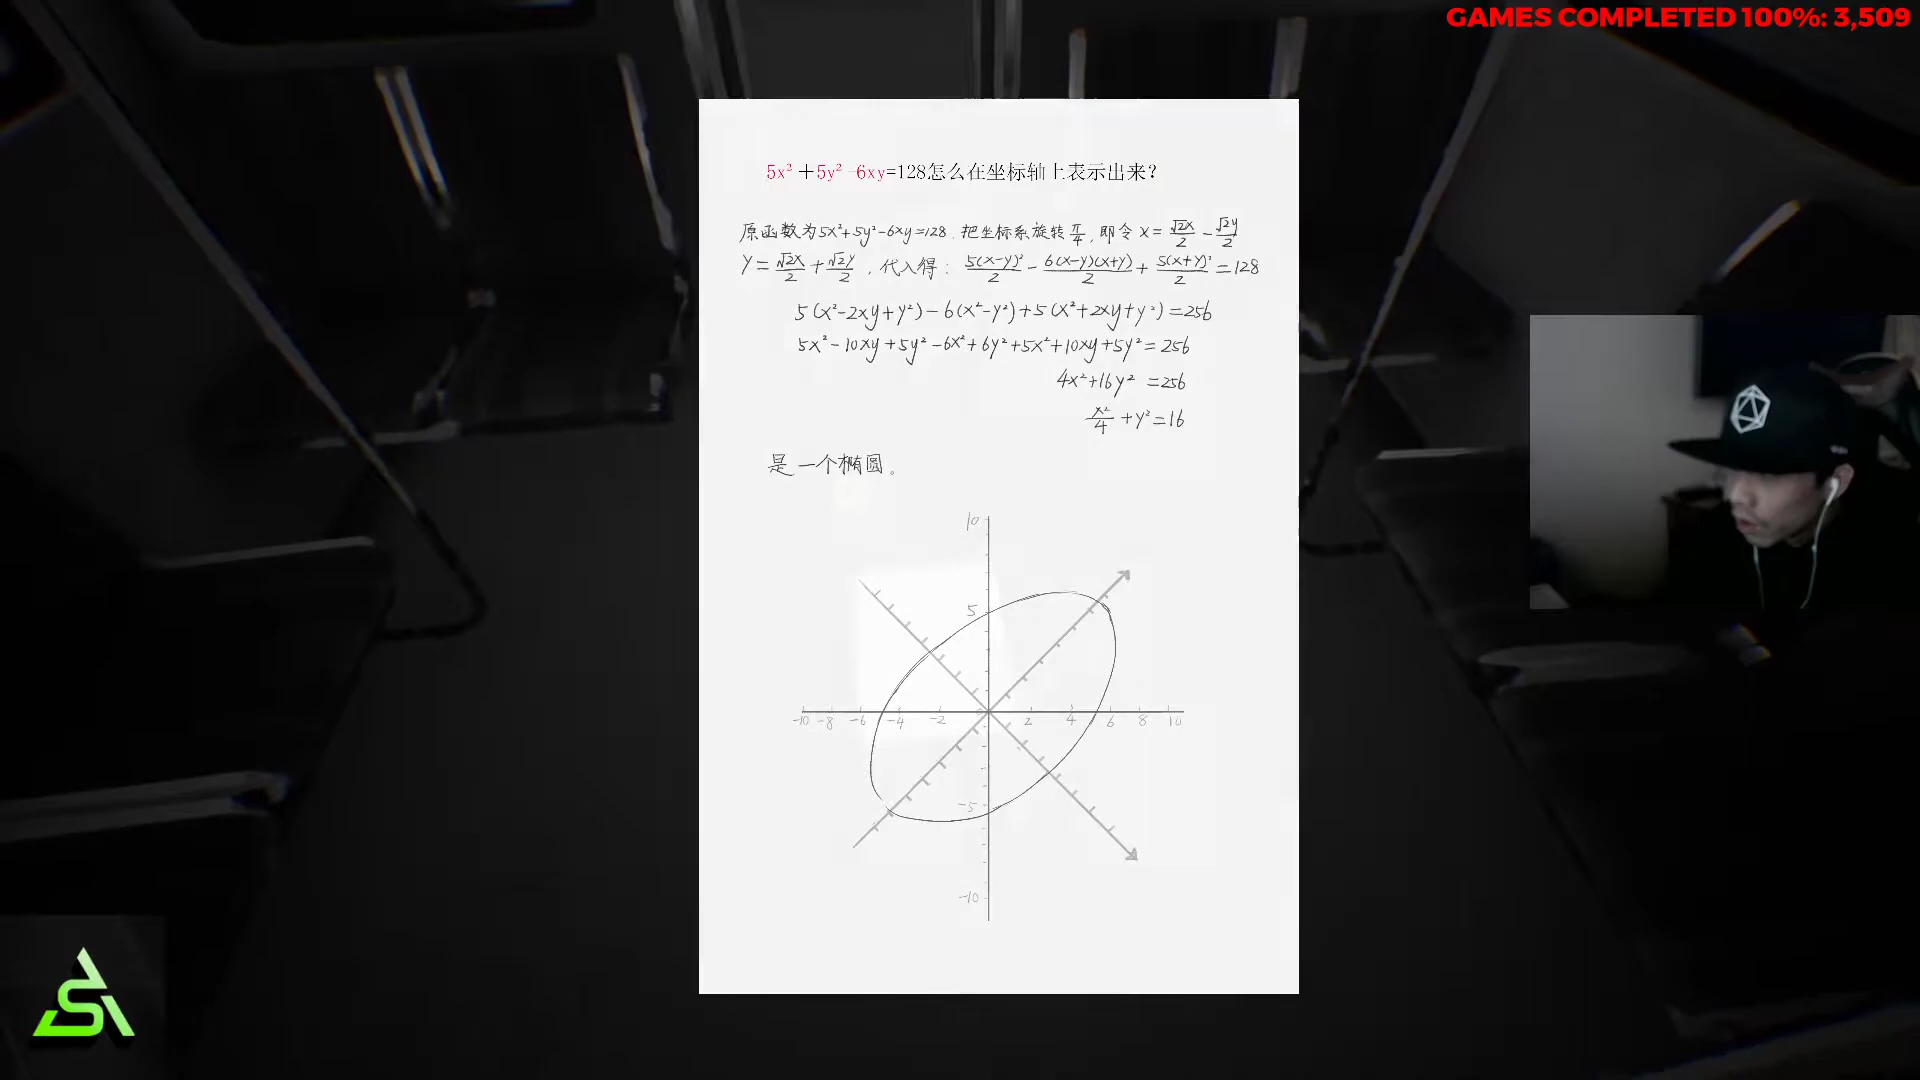 GAMES COMPLETED 100%: 3,509
5x²+5y²-6xy=128怎么在坐标轴上表示出来?
原函数为5x²+5y²-6xy=128.把坐标系旋转π/4,即令x=√2x/2-√2y/2
y=√2x/2+√2y/2,代入得:5(x-y)²/2-6(x-y)(x+y)/2+5(x+y)²/2=128
5(x²-2xy+y²)-6(x²-y²)+5(x²+2xy+y²)=256
5x²-10xy+5y²-6x²+6y²+5x²+10xy+5y²=256
4x²+16y²=256
x²/4+y²=16
是一个椭圆。
10
5
-10 -8 -6 -4 -2 0 2 4 6 8 10
-5
-10